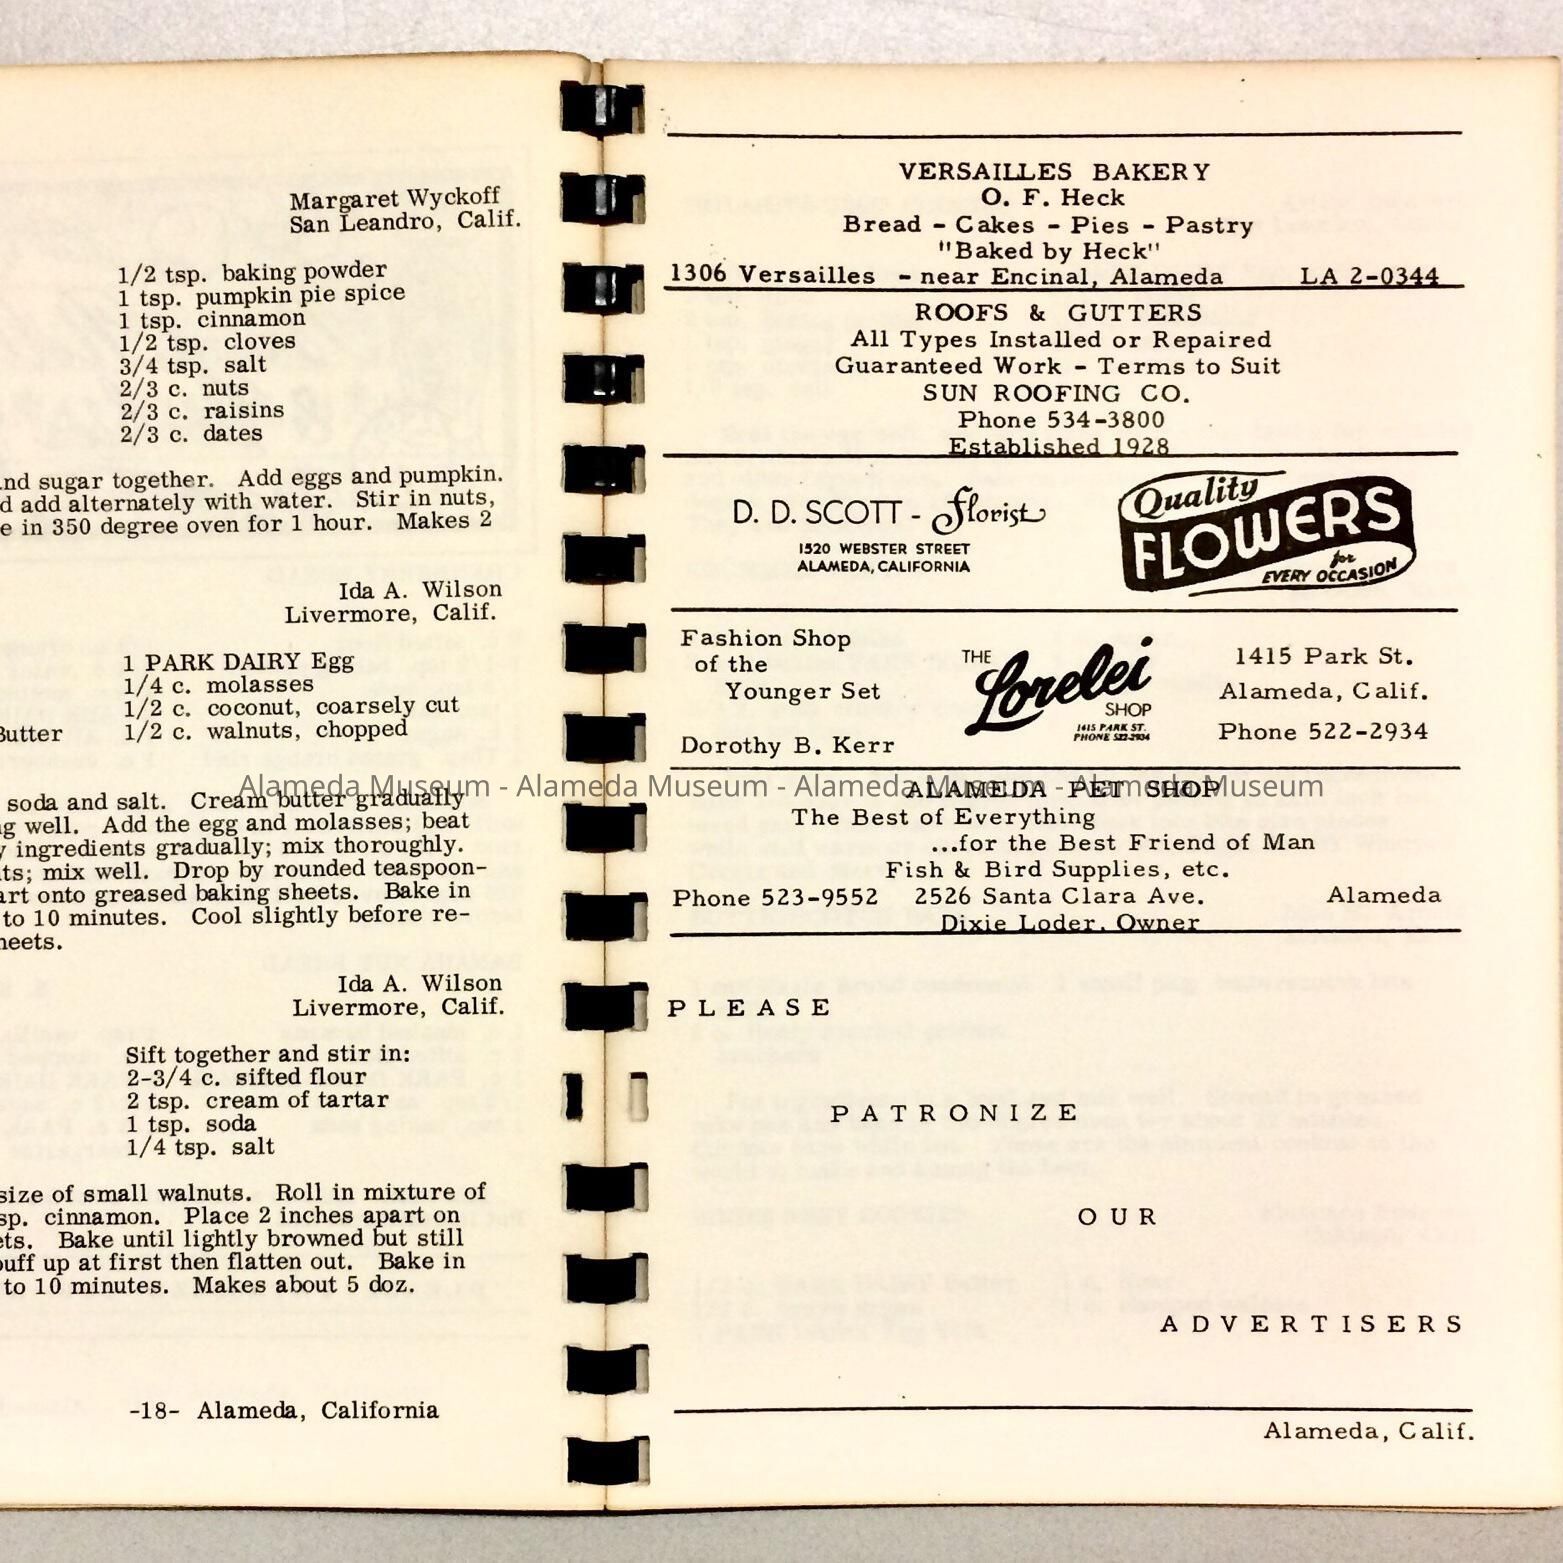 Margaret Wyckoff
San Leandro, Calif.
1/2 tsp. baking powder
1 tsp. pumpkin pie spice
1 tsp. cinnamon
1/2 tsp. cloves
3/4 tsp. salt
2/3 c. nuts
2/3 c. raisins
2/3 c. dates
and sugar together. Add eggs and pumpkin.
add alternately with water. Stir in nuts,
in 350 degree oven for 1 hour. Makes 2
Ida A. Wilson
Livermore, Calif.
1 PARK DAIRY Egg
1/4 c. molasses
1/2 c. coconut, coarsely cut
Butter 1/2 c. walnuts, chopped
soda and salt. Cream butter gradually
well. Add the egg and molasses; beat
ingredients gradually; mix thoroughly.
mix well. Drop by rounded teaspoon-
onto greased baking sheets. Bake in
to 10 minutes. Cool slightly before re-
Ida A. Wilson
Livermore, Calif.
Sift together and stir in:
2-3/4 c. sifted flour
2 tsp. cream of tartar
1 tsp. soda
1/4 tsp. salt
size of small walnuts. Roll in mixture of
cinnamon. Place 2 inches apart on
Bake until lightly browned but still
up at first then flatten out. Bake in
to 10 minutes. Makes about 5 doz.
-18- Alameda, California
VERSAILLES BAKERY
O. F. Heck
Bread - Cakes - Pies - Pastry
"Baked by Heck"
1306 Versailles - near Encinal, Alameda LA 2-0344
ROOFS & GUTTERS
All Types Installed or Repaired
Guaranteed Work - Terms to Suit
SUN ROOFING CO.
Phone 534-3800
Established 1928
D. D. SCOTT - Florist
1520 WEBSTER STREET
ALAMEDA, CALIFORNIA
Quality
FLOWERS
for
EVERY OCCASION
Fashion Shop
of the
Younger Set
Dorothy B. Kerr
THE
Lorelei
SHOP
1415 PARK ST.
PHONE 522-2934
1415 Park St.
Alameda, Calif.
Phone 522-2934
Alameda Museum - Alameda Museum - Alameda Museum - Alameda Museum
ALAMEDA PET SHOP
The Best of Everything
...for the Best Friend of Man
Fish & Bird Supplies, etc.
Phone 523-9552 2526 Santa Clara Ave. Alameda
Dixie Loder, Owner
PLEASE
PATRONIZE
OUR
ADVERTISERS
Alameda, Calif.